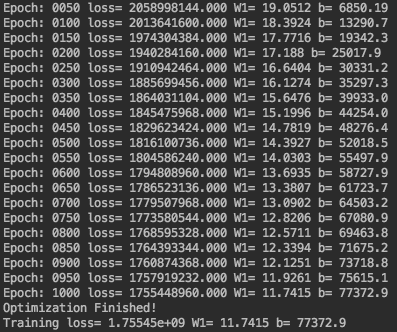 Epoch: 0050 loss= 2058998144.000 W1= 19.0512 b= 6850.19
Epoch: 0100 loss= 2013641600.000 W1= 18.3924 b= 13290.7
Epoch: 0150 loss= 1974304384.000 W1= 17.7716 b= 19342.3
Epoch: 0200 loss= 1940284160.000 W1= 17.188 b= 25017.9
Epoch: 0250 loss= 1910942464.000 W1= 16.6404 b= 30331.2
Epoch: 0300 loss= 1885699456.000 W1= 16.1274 b= 35297.3
Epoch: 0350 loss= 1864031104.000 W1= 15.6476 b= 39933.0
Epoch: 0400 loss= 1845475968.000 W1= 15.1996 b= 44254.0
Epoch: 0450 loss= 1829623424.000 W1= 14.7819 b= 48276.4
Epoch: 0500 loss= 1816100736.000 W1= 14.3927 b= 52018.5
Epoch: 0550 loss= 1804586240.000 W1= 14.0303 b= 55497.9
Epoch: 0600 loss= 1794808960.000 W1= 13.6935 b= 58727.9
Epoch: 0650 loss= 1786523136.000 W1= 13.3807 b= 61723.7
Epoch: 0700 loss= 1779507968.000 W1= 13.0902 b= 64503.2
Epoch: 0750 loss= 1773580544.000 W1= 12.8206 b= 67080.9
Epoch: 0800 loss= 1768595328.000 W1= 12.5711 b= 69463.8
Epoch: 0850 loss= 1764393344.000 W1= 12.3394 b= 71675.2
Epoch: 0900 loss= 1760874368.000 W1= 12.1251 b= 73718.8
Epoch: 0950 loss= 1757919232.000 W1= 11.9261 b= 75615.1
Epoch: 1000 loss= 1755448960.000 W1= 11.7415 b= 77372.9
Optimization Finished!
Training loss= 1.75545e+09 W1= 11.7415 b= 77372.9